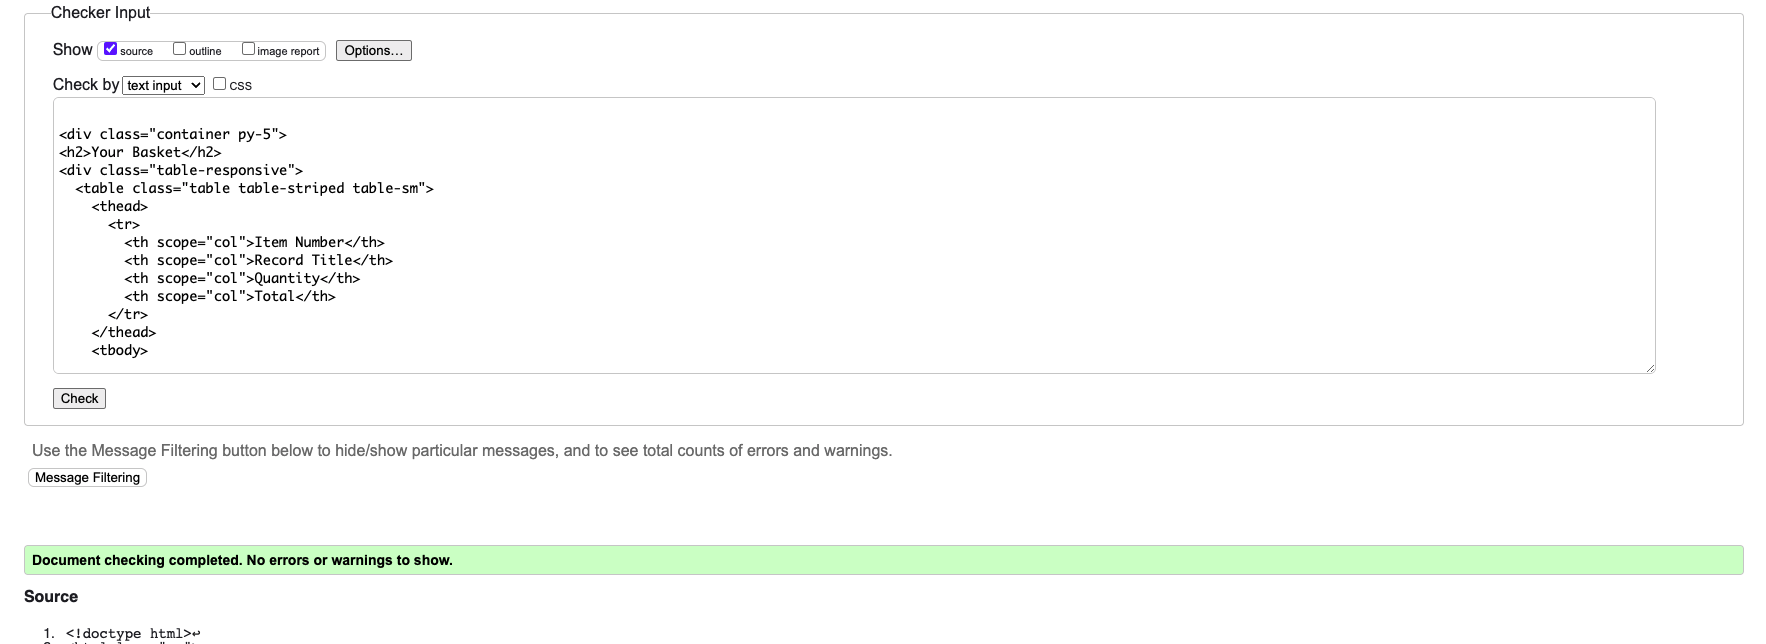 Checker Input
Show source outline image report Options...
Check by text input css
<div class="container py-5">
<h2>Your Basket</h2>
<div class="table-responsive">
<table class="table table-striped table-sm">
<thead>
<tr>
<th scope="col">Item Number</th>
<th scope="col">Record Title</th>
<th scope="col">Quantity</th>
<th scope="col">Total</th>
</tr>
</thead>
<tbody>
Check
Use the Message Filtering button below to hide/show particular messages, and to see total counts of errors and warnings.
Message Filtering
Document checking completed. No errors or warnings to show.
Source
1. <!doctype html>↩